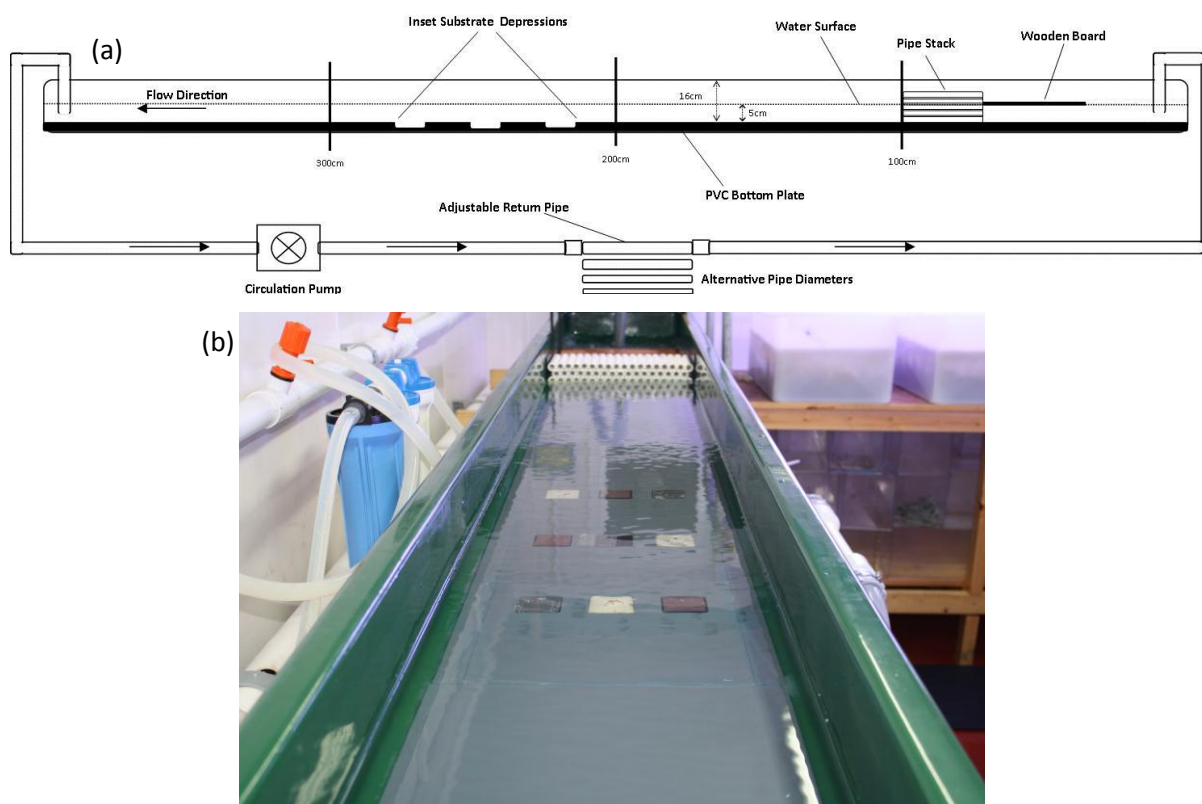 (a)
Inset Substrate Depressions
Water Surface
Pipe Stack
Wooden Board
Flow Direction
16cm
5cm
300cm
200cm
100cm
PVC Bottom Plate
Adjustable Return Pipe
Circulation Pump
Alternative Pipe Diameters
(b)